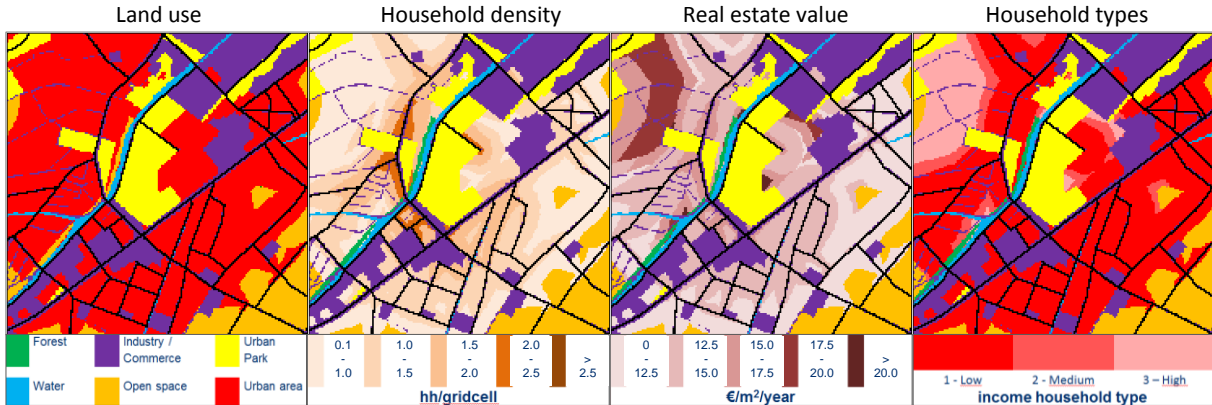 Land use Household density Real estate value Household types
Forest Industry / Commerce Urban Park
Water Open space Urban area
0.1 - 1.0 1.0 - 1.5 1.5 - 2.0 2.0 - 2.5 > 2.5
hh/gridcell
0 - 12.5 12.5 - 15.0 15.0 - 17.5 17.5 - 20.0 > 20.0
€/m²/year
1 - Low 2 - Medium 3 – High
income household type